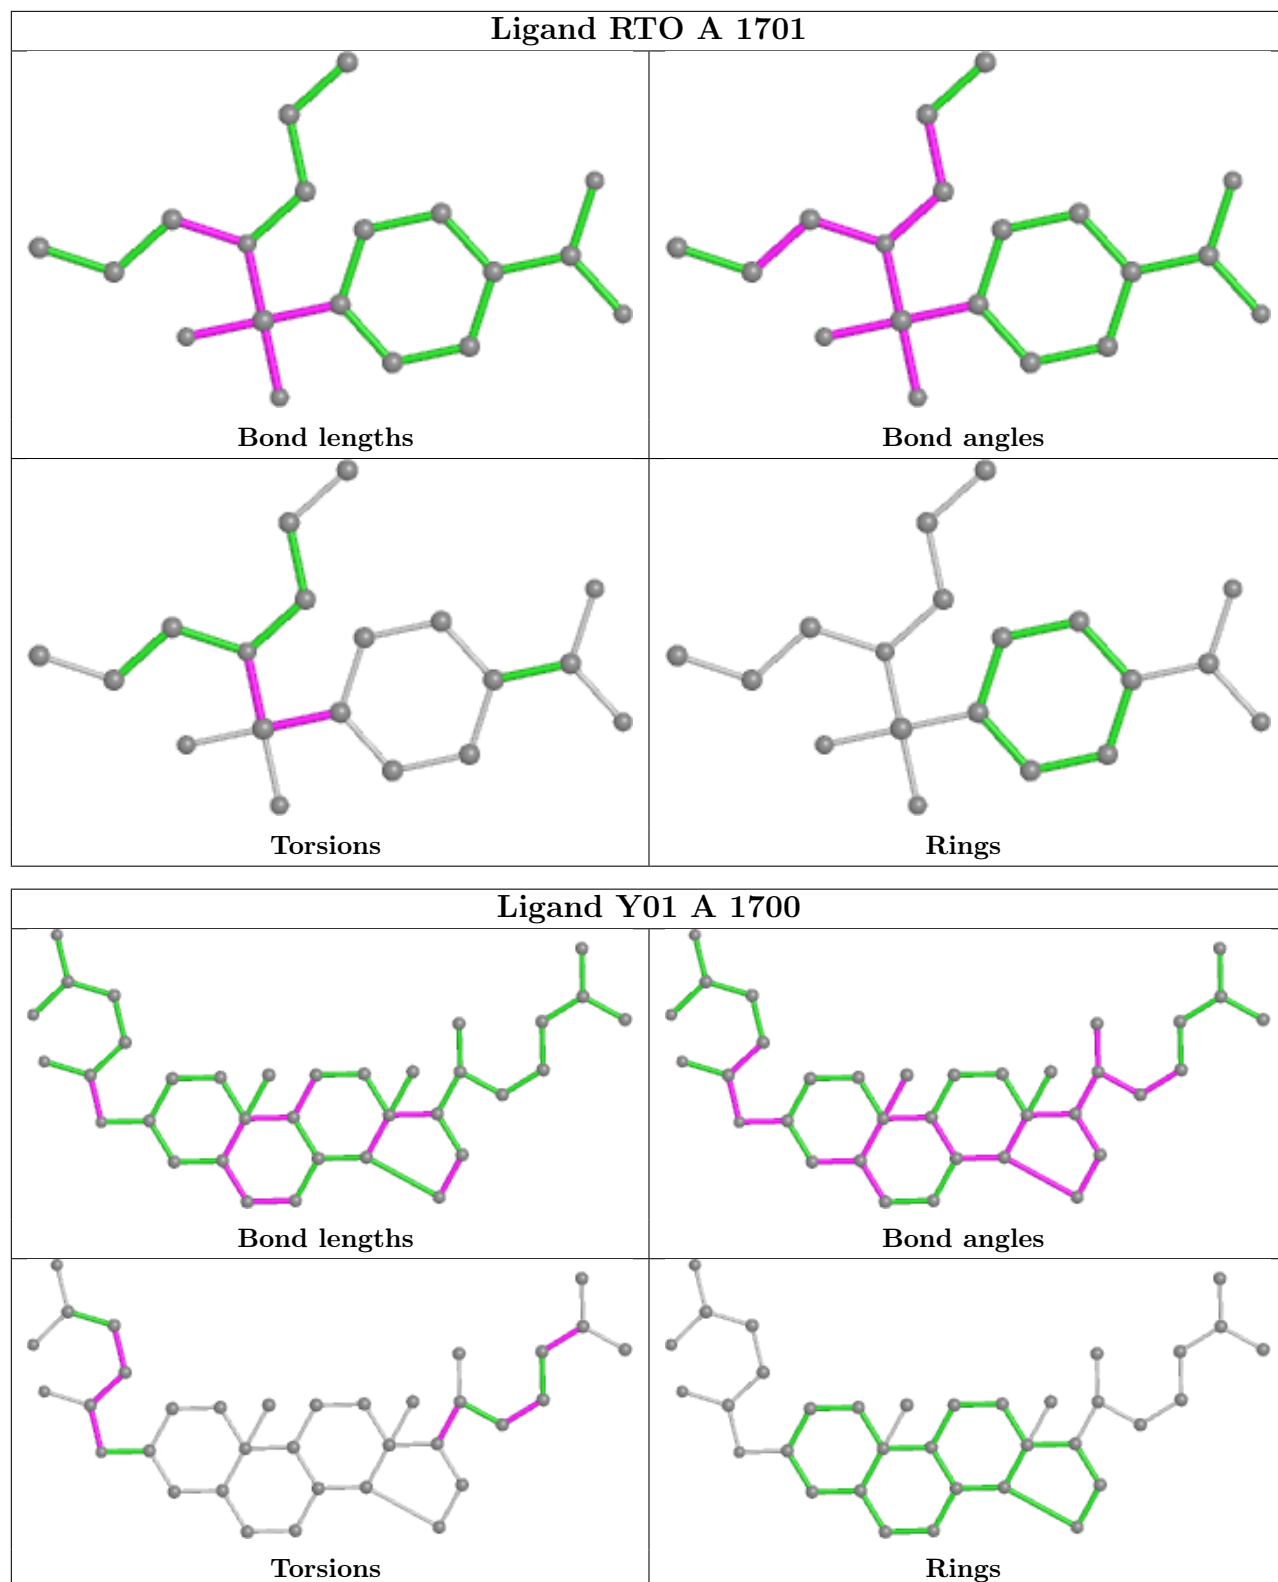 Ligand RTO A 1701
Bond lengths
Bond angles
Torsions
Rings
Ligand Y01 A 1700
Bond lengths
Bond angles
Torsions
Rings